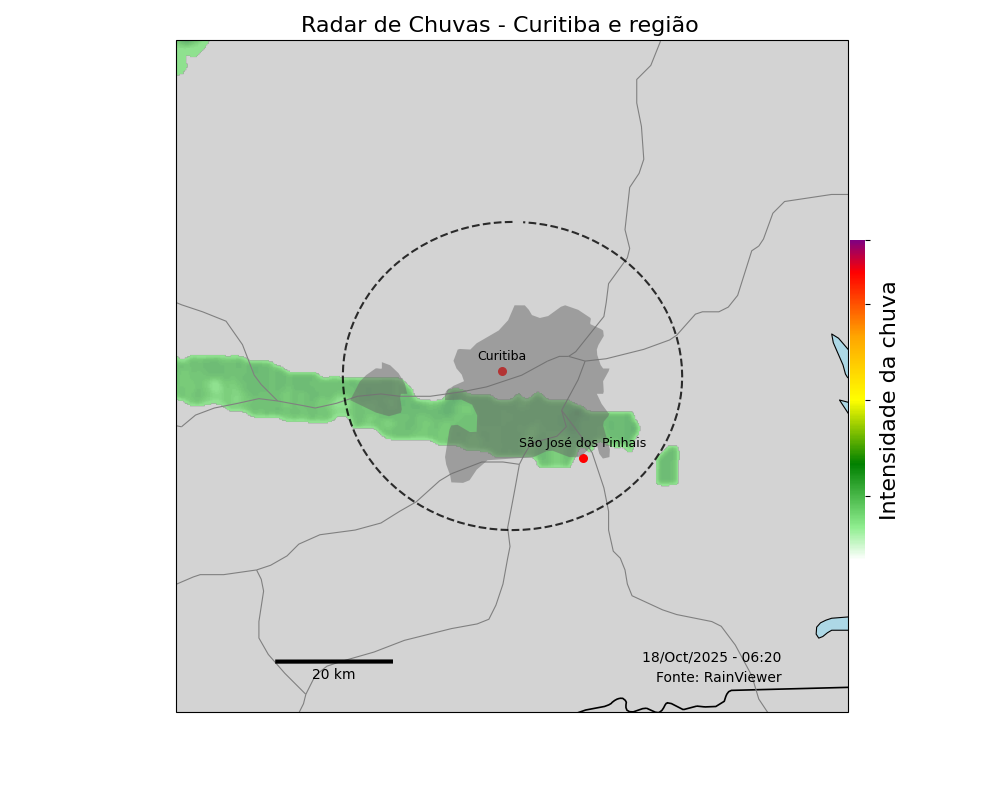 Radar de Chuvas - Curitiba e região
Curitiba
São José dos Pinhais
Intensidade da chuva
20 km
18/Oct/2025 - 06:20
Fonte: RainViewer